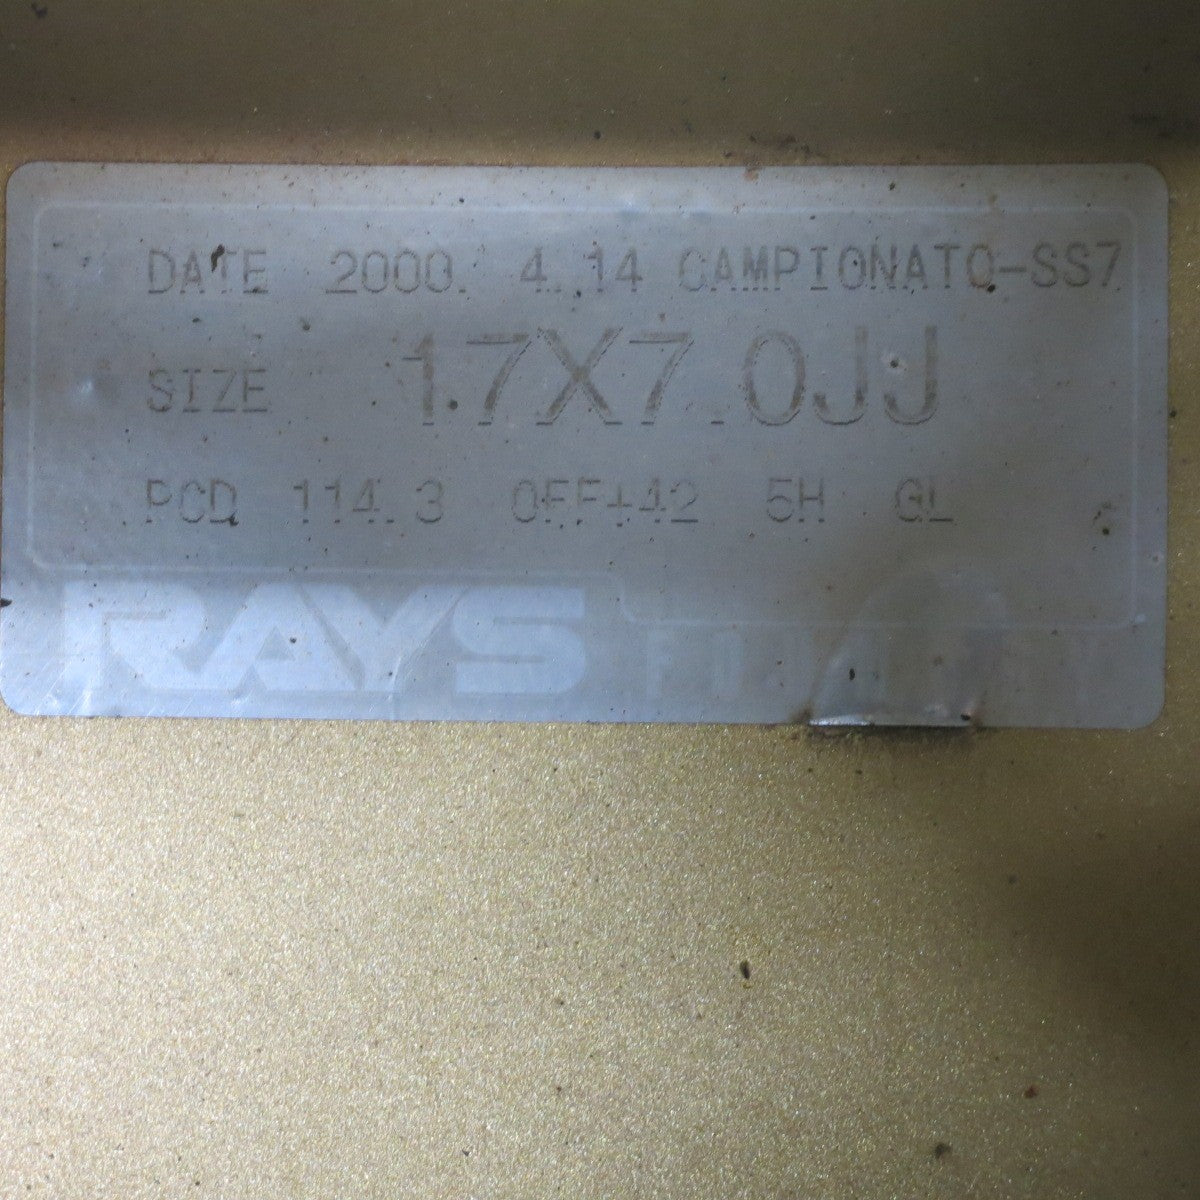 DATE 2000. 4.14 CAMPIONATO-SS7
SIZE 17X7.0JJ
PCD 114.3 OFF+42 5H GL
RAYS